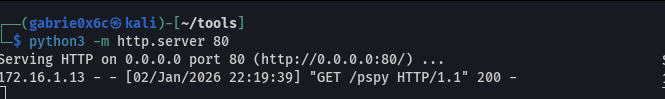 ┌──(gabrie0x6c㉿kali)-[~/tools]
└─$ python3 -m http.server 80
Serving HTTP on 0.0.0.0 port 80 (http://0.0.0.0:80/) ...
172.16.1.13 - - [02/Jan/2026 22:19:39] "GET /pspy HTTP/1.1" 200 -